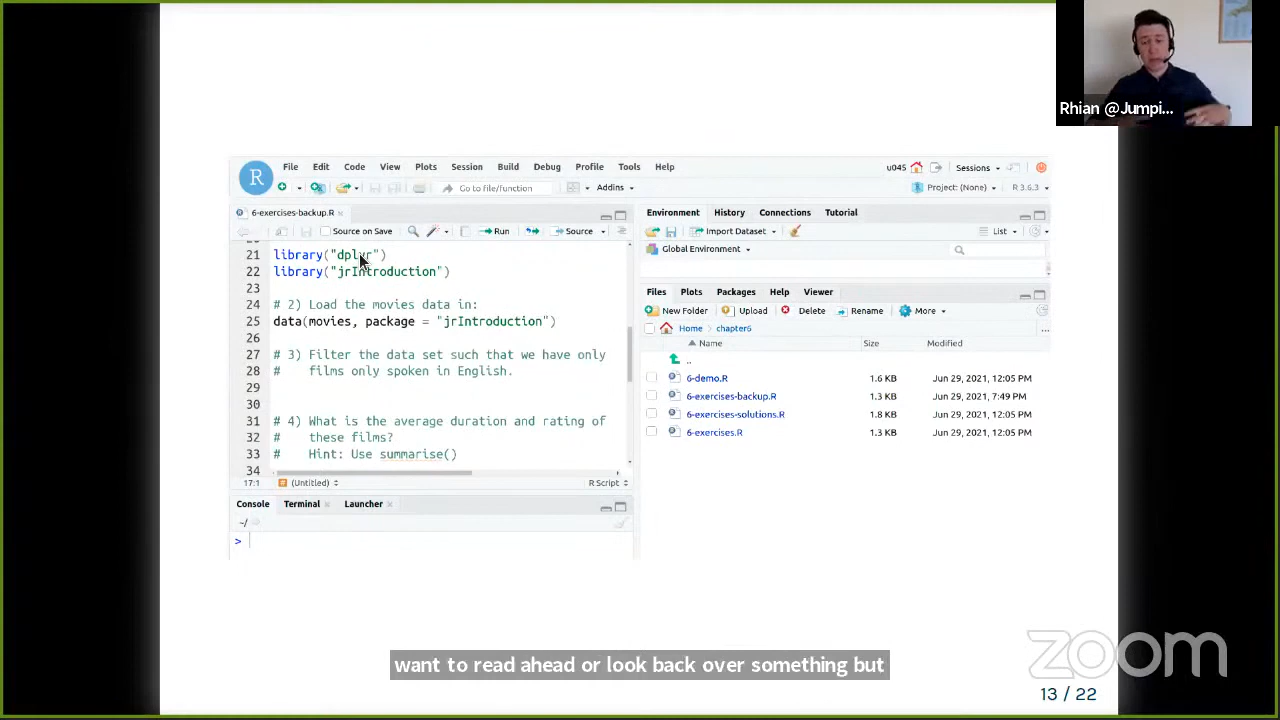 Rhian @Jumpi...
File Edit Code View Plots Session Build Debug Profile Tools Help
u045 Sessions
Go to file/function Addins
Project: (None) R 3.6.3
6-exercises-backup.R
Source on Save Run Source
21 library("dplyr")
22 library("jrIntroduction")
23
24 # 2) Load the movies data in:
25 data(movies, package = "jrIntroduction")
26
27 # 3) Filter the data set such that we have only
28 # films only spoken in English.
29
30
31 # 4) What is the average duration and rating of
32 # these films?
33 # Hint: Use summarise()
34
17:1 (Untitled) R Script
Console Terminal Launcher
~/
>
Environment History Connections Tutorial
Import Dataset List
Global Environment
Files Plots Packages Help Viewer
New Folder Upload Delete Rename More
Home chapter6 ...
Name Size Modified
..
6-demo.R 1.6 KB Jun 29, 2021, 12:05 PM
6-exercises-backup.R 1.3 KB Jun 29, 2021, 7:49 PM
6-exercises-solutions.R 1.8 KB Jun 29, 2021, 12:05 PM
6-exercises.R 1.3 KB Jun 29, 2021, 12:05 PM
want to read ahead or look back over something but
zoom
13 / 22